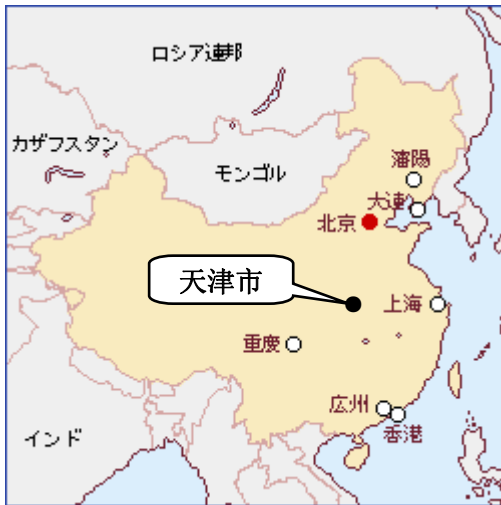 ロシア連邦
カザフスタン
モンゴル
瀋陽
大連
北京
天津市
上海
重慶
広州
香港
インド